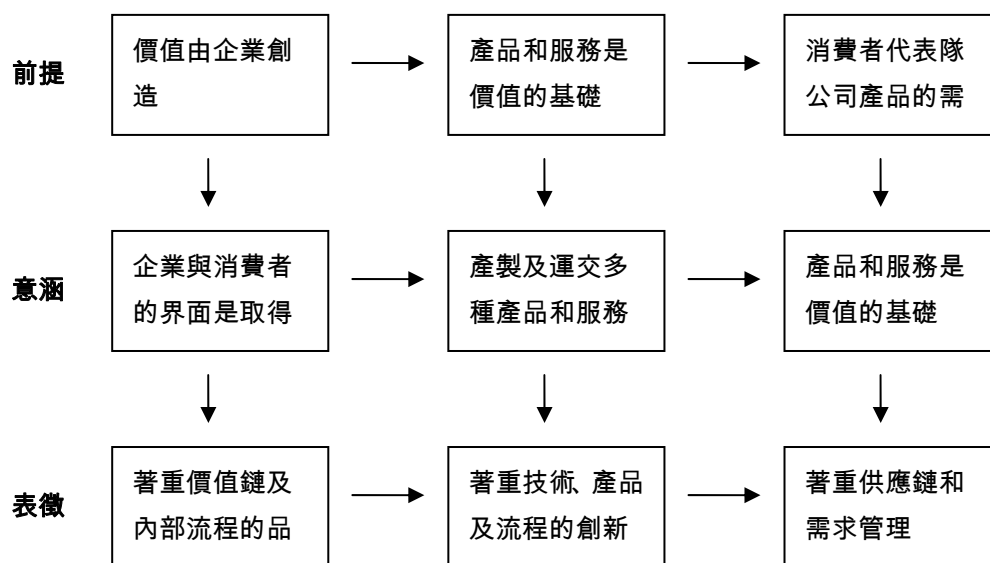 前提
價值由企業創
造
產品和服務是
價值的基礎
消費者代表隊
公司產品的需
意涵
企業與消費者
的界面是取得
產製及運交多
種產品和服務
產品和服務是
價值的基礎
表徵
著重價值鏈及
內部流程的品
著重技術、產品
及流程的創新
著重供應鏈和
需求管理